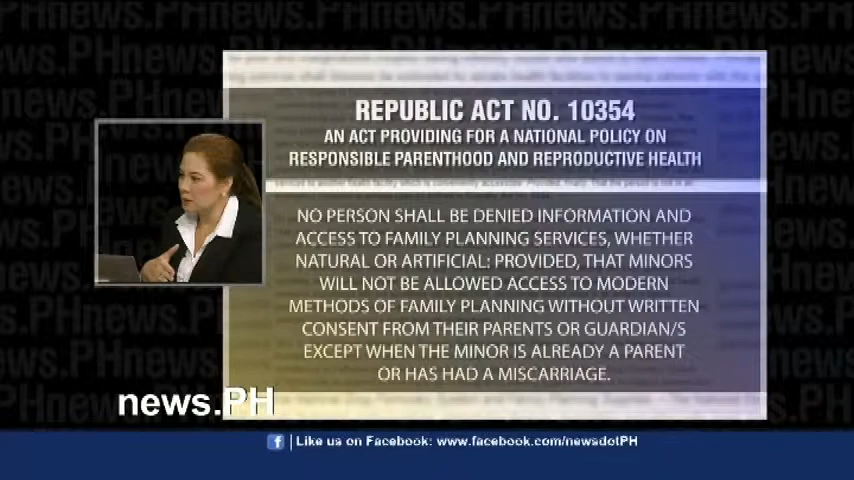 REPUBLIC ACT NO. 10354
AN ACT PROVIDING FOR A NATIONAL POLICY ON
RESPONSIBLE PARENTHOOD AND REPRODUCTIVE HEALTH
NO PERSON SHALL BE DENIED INFORMATION AND
ACCESS TO FAMILY PLANNING SERVICES, WHETHER
NATURAL OR ARTIFICIAL: PROVIDED, THAT MINORS
WILL NOT BE ALLOWED ACCESS TO MODERN
METHODS OF FAMILY PLANNING WITHOUT WRITTEN
CONSENT FROM THEIR PARENTS OR GUARDIAN/S
EXCEPT WHEN THE MINOR IS ALREADY A PARENT
OR HAS HAD A MISCARRIAGE.
news.PH
f Like us on Facebook: www.facebook.com/newsdotPH